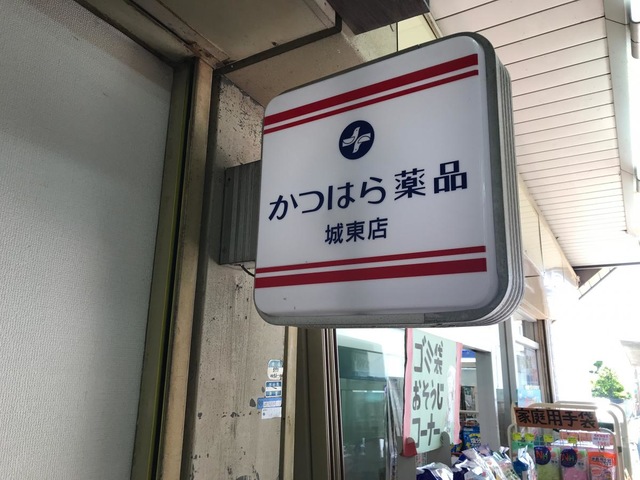 かつはら薬品
城東店
ゴミ袋
おそうじ
コーナー
家庭用手袋